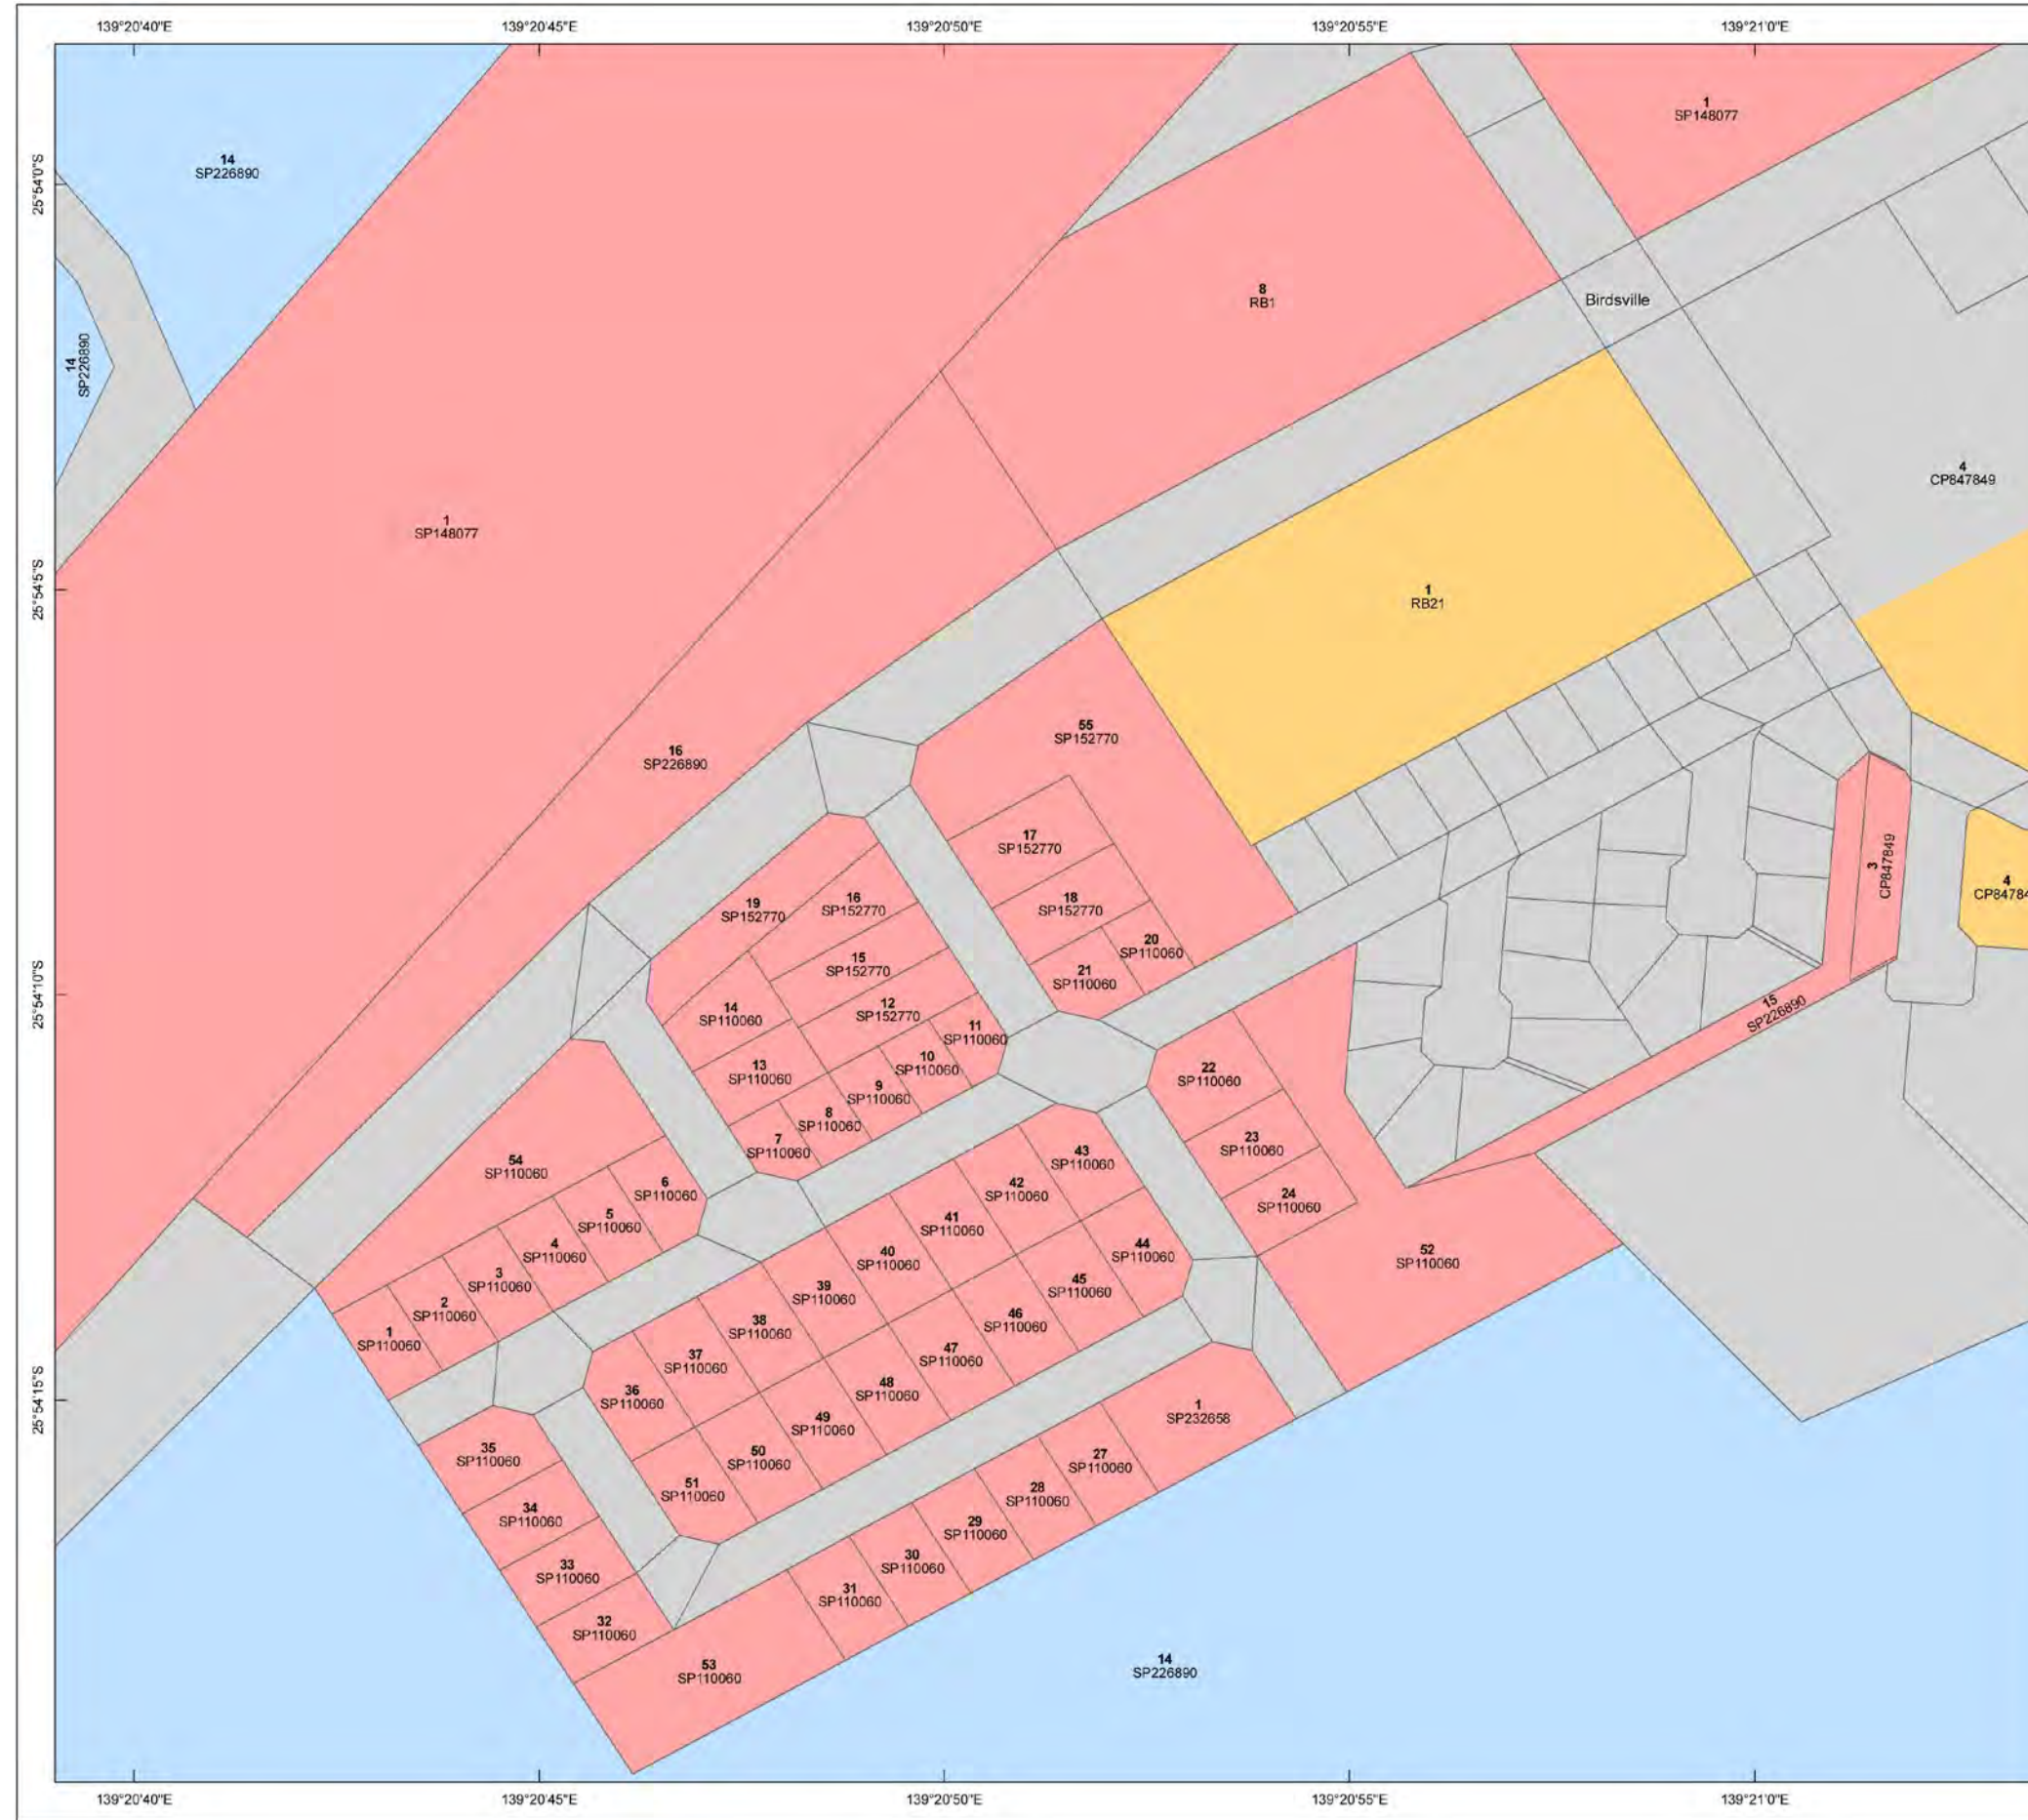 139°20'40"E
139°20'45"E
139°20'50"E
139°20'55"E
139°21'0"E
1
SP148077
14
SP226890
25°54'0"S
8
RB1
Birdsville
14
SP226890
4
CP847849
1
SP148077
25°54'5"S
1
RB21
55
SP152770
16
SP226890
17
SP152770
3
CP847849
4
CP84784
19
SP152770
16
SP152770
18
SP152770
20
SP110060
15
SP152770
21
SP110060
25°54'10"S
14
SP110060
12
SP152770
11
SP110060
15
SP226890
13
SP110060
10
SP110060
9
SP110060
22
SP110060
8
SP110060
7
SP110060
23
SP110060
43
SP110060
54
SP110060
6
SP110060
42
SP110060
24
SP110060
5
SP110060
41
SP110060
4
SP110060
40
SP110060
44
SP110060
52
SP110060
3
SP110060
39
SP110060
45
SP110060
2
SP110060
38
SP110060
46
SP110060
1
SP110060
37
SP110060
47
SP110060
25°54'15"S
36
SP110060
48
SP110060
1
SP232658
49
SP110060
35
SP110060
50
SP110060
27
SP110060
51
SP110060
28
SP110060
34
SP110060
29
SP110060
33
SP110060
30
SP110060
31
SP110060
32
SP110060
53
SP110060
14
SP226890
139°20'40"E
139°20'45"E
139°20'50"E
139°20'55"E
139°21'0"E